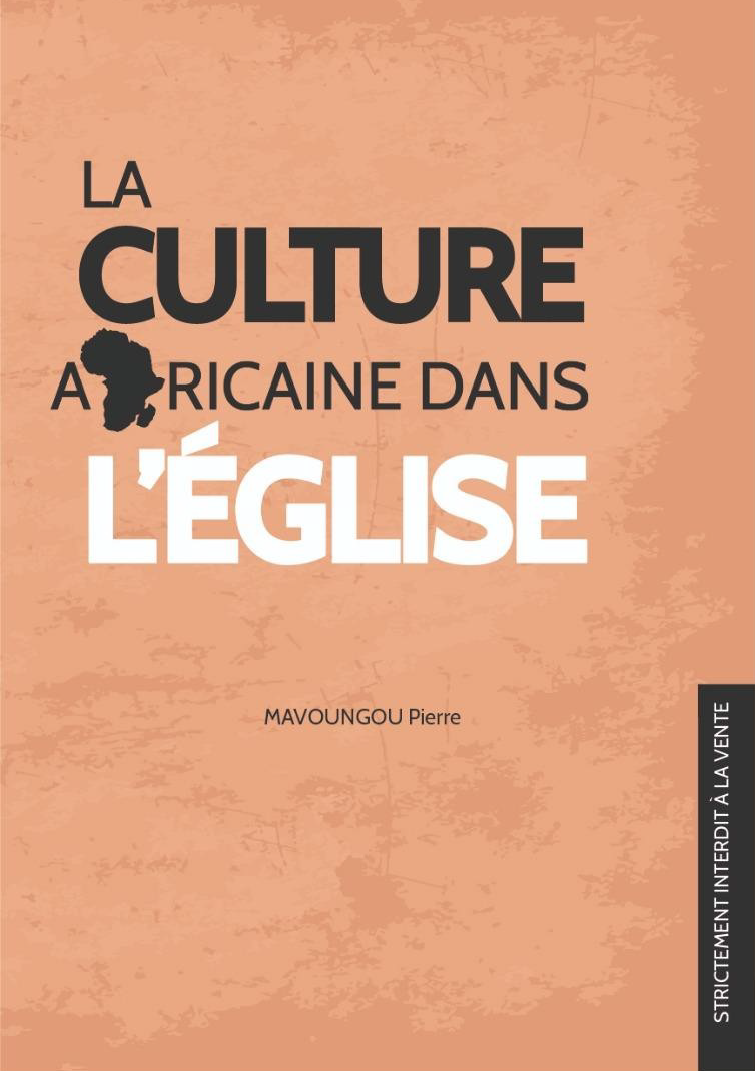 LA
CULTURE
AFRICAINE DANS
L'ÉGLISE
MAVOUNGOU Pierre
STRICTEMENT INTERDIT À LA VENTE